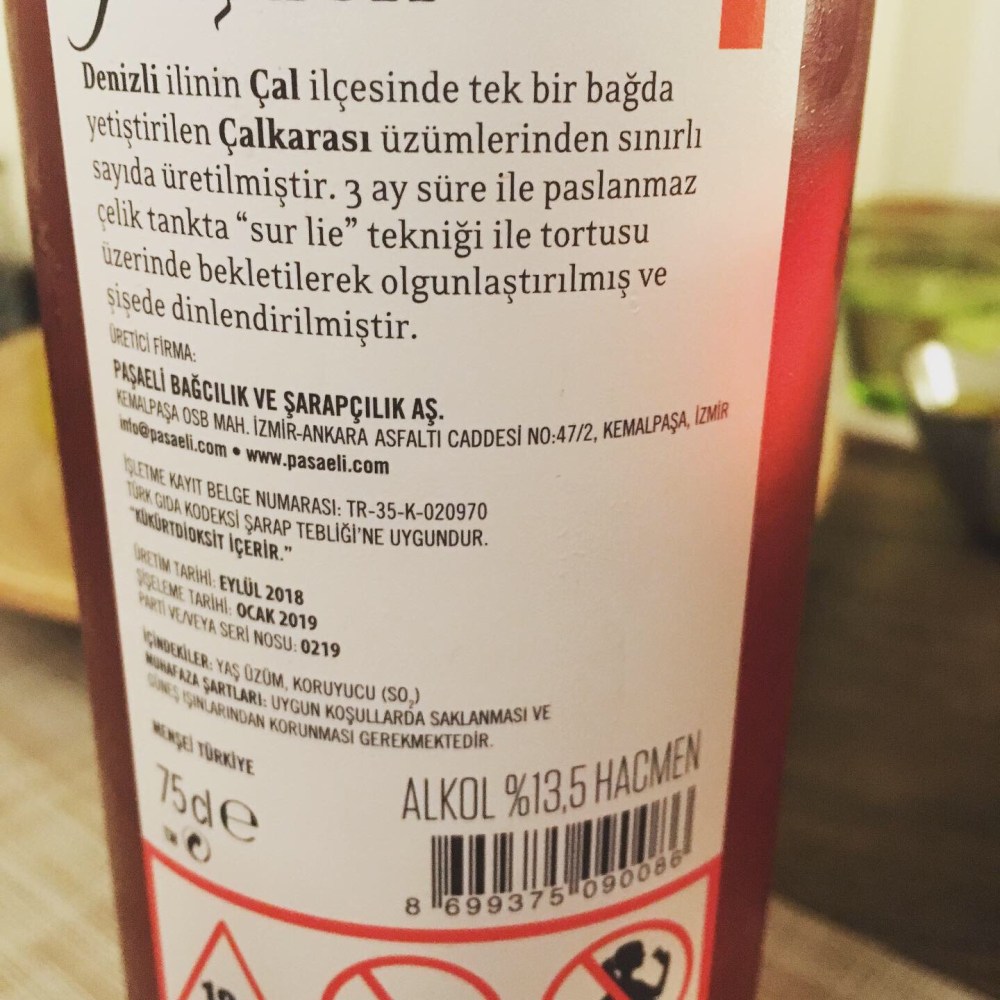 Denizli ilinin Çal ilçesinde tek bir bağda
yetiştirilen Çalkarası üzümlerinden sınırlı
sayıda üretilmiştir. 3 ay süre ile paslanmaz
çelik tankta “sur lie” tekniği ile tortusu
üzerinde bekletilerek olgunlaştırılmış ve
şişede dinlendirilmiştir.
ÜRETİCİ FİRMA:
PAŞAELİ BAĞCILIK VE ŞARAPÇILIK AŞ.
KEMALPAŞA OSB MAH. İZMİR-ANKARA ASFALTI CADDESİ NO:47/2, KEMALPAŞA, İZMİR
info@pasaeli.com • www.pasaeli.com
İŞLETME KAYIT BELGE NUMARASI: TR-35-K-020970
TÜRK GIDA KODEKSİ ŞARAP TEBLİĞİ'NE UYGUNDUR.
"KÜKÜRTDİOKSİT İÇERİR."
ÜRETİM TARİHİ: EYLÜL 2018
ŞİŞELEME TARİHİ: OCAK 2019
PARTİ VE/VEYA SERİ NOSU: 0219
İÇİNDEKİLER: YAŞ ÜZÜM, KORUYUCU (SO₂)
MUHAFAZA ŞARTLARI: UYGUN KOŞULLARDA SAKLANMASI VE
GÜNEŞ IŞINLARINDAN KORUNMASI GEREKMEKTEDİR.
MENŞEİ TÜRKİYE
75cl e
ALKOL %13,5 HACMEN
8 699375 090086
18